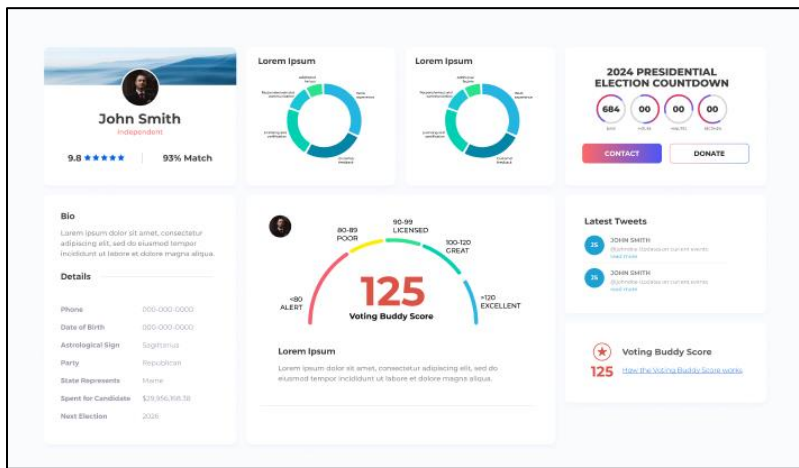 John Smith
Independent
9.8
93% Match
Lorem Ipsum
Lorem Ipsum
2024 PRESIDENTIAL
ELECTION COUNTDOWN
684
00
00
00
CONTACT
DONATE
Bio
Lorem ipsum dolor sit amet, consectetur
adipiscing elit, sed do eiusmod tempor
incididunt ut labore et dolore magna aliqua.
Details
Phone 000-000-0000
Date of Birth 000-000-0000
Astrological Sign Sagittarius
Party Republican
State Represents Maine
Spent for Candidate
Next Election
<80
ALERT
80-89
POOR
90-99
LICENSED
100-120
GREAT
>120
EXCELLENT
125
Voting Buddy Score
Lorem Ipsum
Lorem ipsum dolor sit amet, consectetur adipiscing elit, sed do
eiusmod tempor incididunt ut labore et dolore magna aliqua.
Latest Tweets
JS
JOHN SMITH
read more
JS
JOHN SMITH
read more
Voting Buddy Score
125
How the Voting Buddy Score works